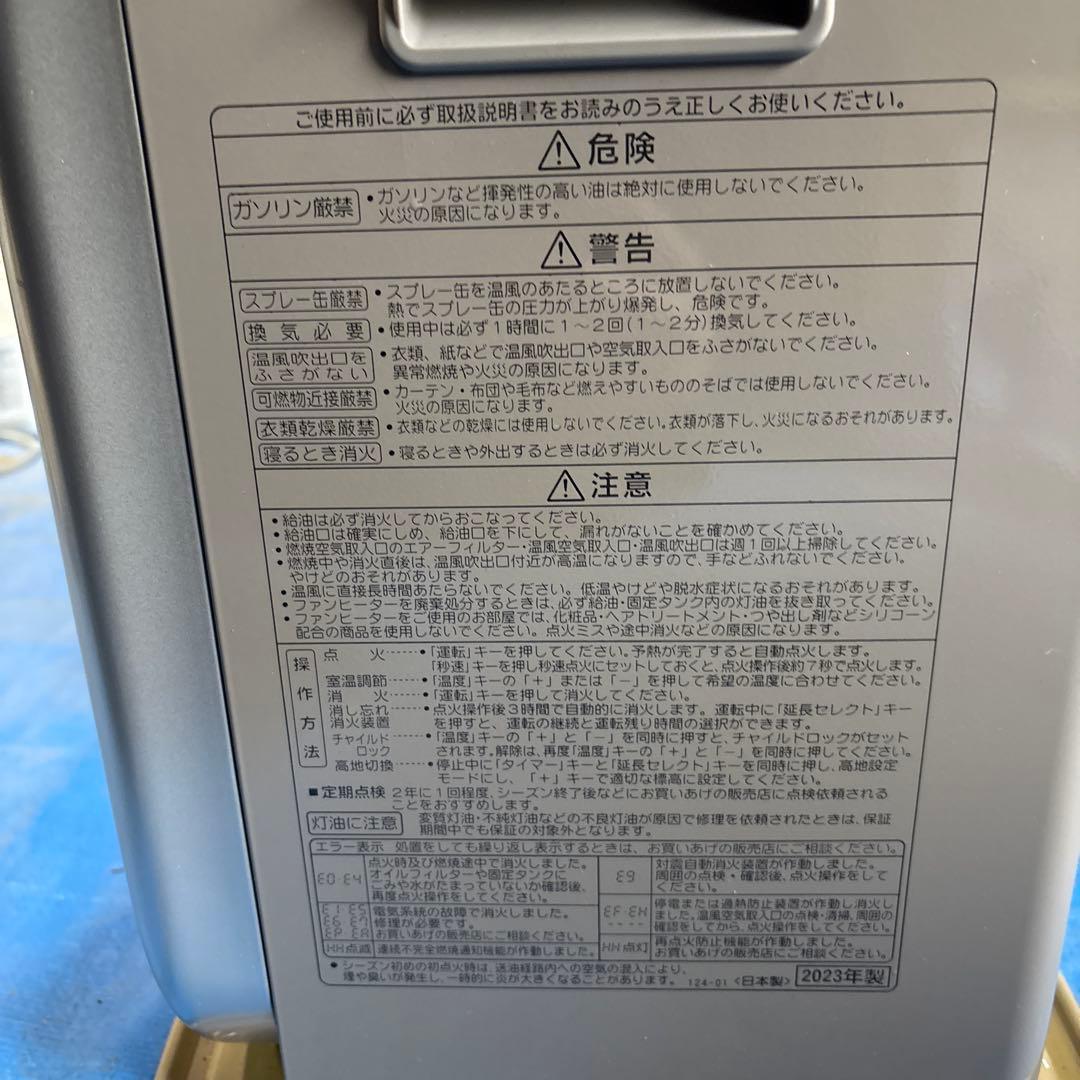 ご使用前に必ず取扱説明書をお読みのうえ正しくお使いください。
⚠危険
ガソリン厳禁
・ガソリンなど揮発性の高い油は絶対に使用しないでください。
火災の原因になります。
⚠警告
スプレー缶厳禁
・スプレー缶を温風のあたるところに放置しないでください。
熱でスプレー缶の圧力が上がり爆発し、危険です。
換気必要
・使用中は必ず1時間に1〜2回(1〜2分)換気してください。
温風吹出口を
ふさがない
・衣類、紙などで温風吹出口や空気取入口をふさがないでください。
異常燃焼や火災の原因になります。
可燃物近接厳禁
・カーテン・布団や毛布など燃えやすいもののそばでは使用しないでください。
火災の原因になります。
衣類乾燥厳禁
・衣類などの乾燥には使用しないでください。衣類が落下し、火災になるおそれがあります。
寝るとき消火
・寝るときや外出するときは必ず消火してください。
⚠注意
・給油は必ず消火してからおこなってください。
・給油口は確実にしめ、給油口を下にして、漏れがないことを確かめてください。
・燃焼空気取入口のエアーフィルター・温風空気取入口・温風吹出口は週1回以上掃除してください。
・燃焼中や消火直後は、温風吹出口付近が高温になりますので、手などふれないでください。
やけどのおそれがあります。
・温風に直接長時間あたらないでください。低温やけどや脱水症状になるおそれがあります。
・ファンヒーターを廃棄処分するときは、必ず給油・固定タンク内の灯油を抜き取ってください。
・ファンヒーターをご使用のお部屋では、化粧品・ヘアトリートメント・つや出し剤などシリコーン
配合の商品を使用しないでください。点火ミスや途中消火などの原因になります。
操作方法
点火……・「運転」キーを押してください。予熱が完了すると自動点火します。
「秒速」キーを押し秒速点火にセットしておくと、点火操作後約7秒で点火します。
室温調節……・「温度」キーの「+」または「−」を押して希望の温度に合わせてください。
消火……・「運転」キーを押して消火してください。
消し忘れ……・点火操作後3時間で自動的に消火します。運転中に「延長セレクト」キー
消火装置 を押すと、運転の継続と運転残り時間の選択ができます。
チャイルド……・「温度」キーの「+」と「−」を同時に押すと、チャイルドロックがセット
ロック されます。解除は、再度「温度」キーの「+」と「−」を同時に押してください。
高地切換……・停止中に「タイマー」キーと「延長セレクト」キーを同時に押し、高地設定
モードにし、「+」キーで適切な標高に設定してください。
■定期点検 2年に1回程度、シーズン終了後などにお買いあげの販売店に点検依頼される
ことをおすすめします。
灯油に注意
変質灯油・不純灯油などの不良灯油が原因で修理を依頼されたときは、保証
期間中でも保証の対象外となります。
エラー表示 処置をしても繰り返し表示するときは、お買いあげの販売店にご相談ください。
E0・E4
点火時及び燃焼途中で消火しました。
オイルフィルターや固定タンクに
ごみや水がたまっていないか確認後、
再度点火操作をしてください。
E9
対震自動消火装置が作動しました。
周囲の点検・確認後、点火操作をして
ください。
E1・E5
E6・E7
EP・EA
電気系統の故障で消火しました。
修理が必要です。
お買いあげの販売店にご相談ください。
EF・EH
----
停電または過熱防止装置が作動し消火し
ました。温風空気取入口の点検・清掃、周囲の
確認をしてから、点火操作をしてください。
HH点滅
連続不完全燃焼通知機能が作動しました。
HH点灯
再点火防止機能が作動しました。
お買いあげの販売店にご相談ください。
・シーズン初めの初点火時は、送油経路内への空気の混入により、
煙や臭いが発生し、一時的に炎が大きくなることがあります。
124-01 <日本製> 2023年製